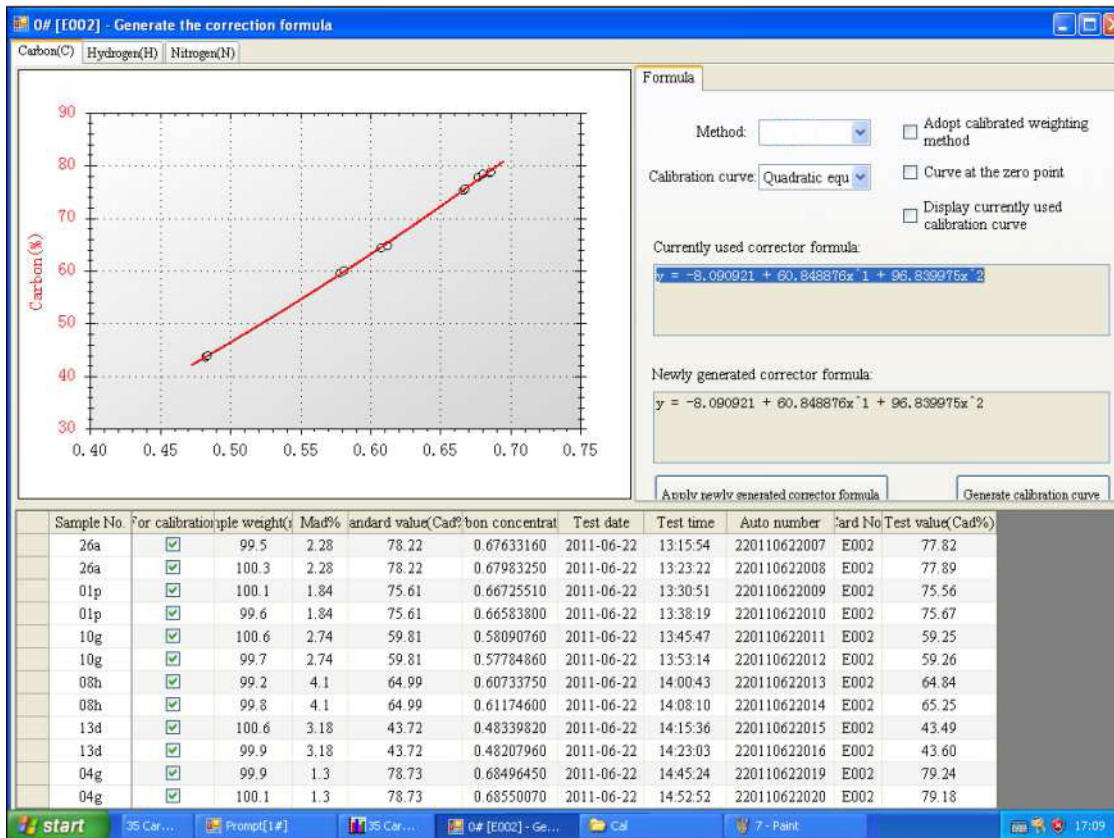 0# [E002] - Generate the correction formula
Carbon(C) Hydrogen(H) Nitrogen(N)
Formula
90
80
70
60
50
40
30
Carbon(%)
0.40 0.45 0.50 0.55 0.60 0.65 0.70 0.75
Method:
Adopt calibrated weighting
method
Calibration curve: Quadratic equ
Curve at the zero point
Display currently used
calibration curve
Currently used corrector formula:
y = -8.090921 + 60.848876x^1 + 96.839975x^2
Newly generated corrector formula:
y = -8.090921 + 60.848876x^1 + 96.839975x^2
Apply newly generated corrector formula Generate calibration curve
Sample No. For calibration ple weight( Mad% andard value(Cad% bon concentrat Test date Test time Auto number ard No Test value(Cad%)
26a 99.5 2.28 78.22 0.67633160 2011-06-22 13:15:54 220110622007 E002 77.82
26a 100.3 2.28 78.22 0.67983250 2011-06-22 13:23:22 220110622008 E002 77.89
01p 100.1 1.84 75.61 0.66725510 2011-06-22 13:30:51 220110622009 E002 75.56
01p 99.6 1.84 75.61 0.66583800 2011-06-22 13:38:19 220110622010 E002 75.67
10g 100.6 2.74 59.81 0.58090760 2011-06-22 13:45:47 220110622011 E002 59.25
10g 99.7 2.74 59.81 0.57784860 2011-06-22 13:53:14 220110622012 E002 59.26
08h 99.2 4.1 64.99 0.60733750 2011-06-22 14:00:43 220110622013 E002 64.84
08h 99.8 4.1 64.99 0.61174600 2011-06-22 14:08:10 220110622014 E002 65.25
13d 100.6 3.18 43.72 0.48339820 2011-06-22 14:15:36 220110622015 E002 43.49
13d 99.9 3.18 43.72 0.48207960 2011-06-22 14:23:03 220110622016 E002 43.60
04g 99.9 1.3 78.73 0.68496450 2011-06-22 14:45:24 220110622019 E002 79.24
04g 100.1 1.3 78.73 0.68550070 2011-06-22 14:52:52 220110622020 E002 79.18
start 35 Car... Prompt[1#] 35 Car... 0# [E002] - Ge... Cal 7 - Paint 17:09